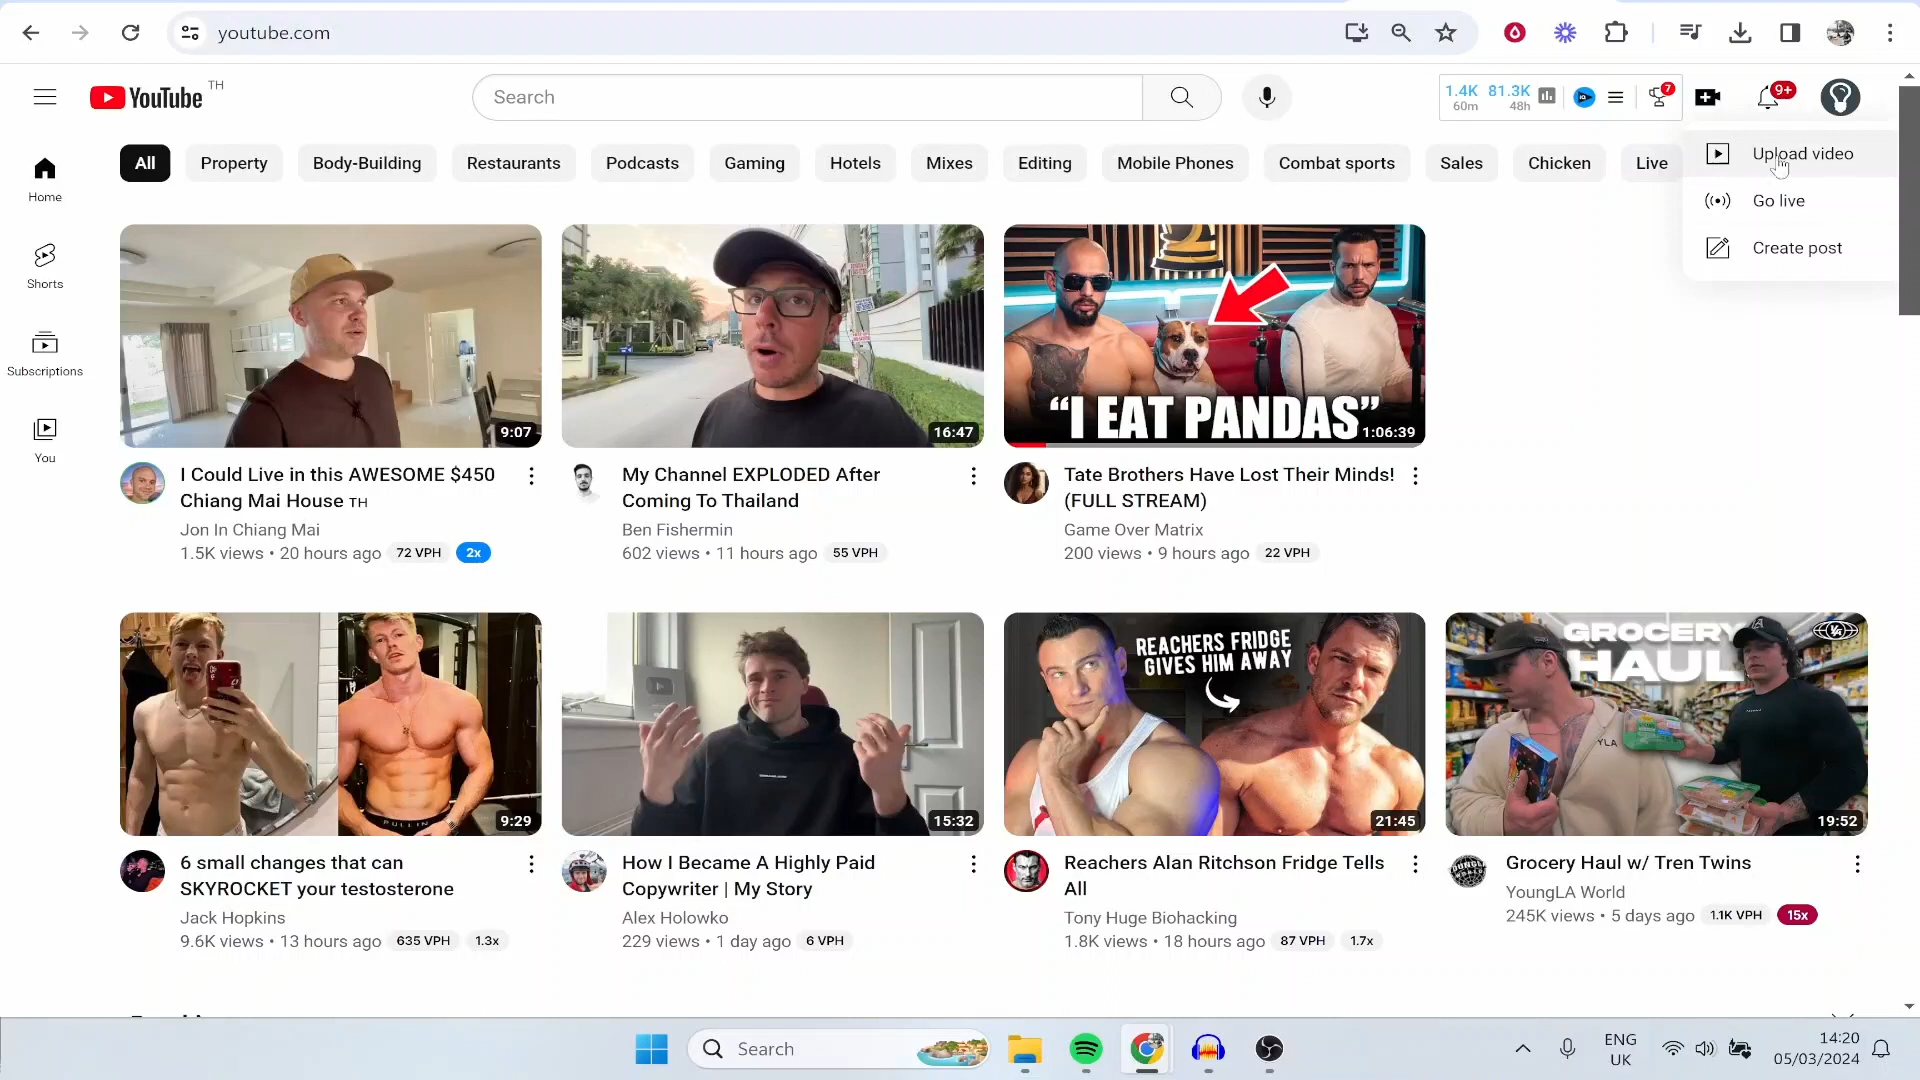 youtube.com
YouTube TH
Search
1.4K 81.3K
60m 48h
7
9+
All Property Body-Building Restaurants Podcasts Gaming Hotels Mixes Editing Mobile Phones Combat sports Sales Chicken Live
Upload video
Go live
Create post
Home
Shorts
Subscriptions
You
9:07
16:47
"I EAT PANDAS"
1:06:39
I Could Live in this AWESOME $450
Chiang Mai House TH
Jon In Chiang Mai
1.5K views • 20 hours ago 72 VPH 2x
My Channel EXPLODED After
Coming To Thailand
Ben Fishermin
602 views • 11 hours ago 55 VPH
Tate Brothers Have Lost Their Minds!
(FULL STREAM)
Game Over Matrix
200 views • 9 hours ago 22 VPH
PULLIN
9:29
15:32
REACHERS FRIDGE
GIVES HIM AWAY
21:45
GROCERY
HAUL
YLA
19:52
6 small changes that can
SKYROCKET your testosterone
Jack Hopkins
9.6K views • 13 hours ago 635 VPH 1.3x
How I Became A Highly Paid
Copywriter | My Story
Alex Holowko
229 views • 1 day ago 6 VPH
Reachers Alan Ritchson Fridge Tells
All
Tony Huge Biohacking
1.8K views • 18 hours ago 87 VPH 1.7x
Grocery Haul w/ Tren Twins
YoungLA World
245K views • 5 days ago 1.1K VPH 15x
Search
ENG
UK
14:20
05/03/2024